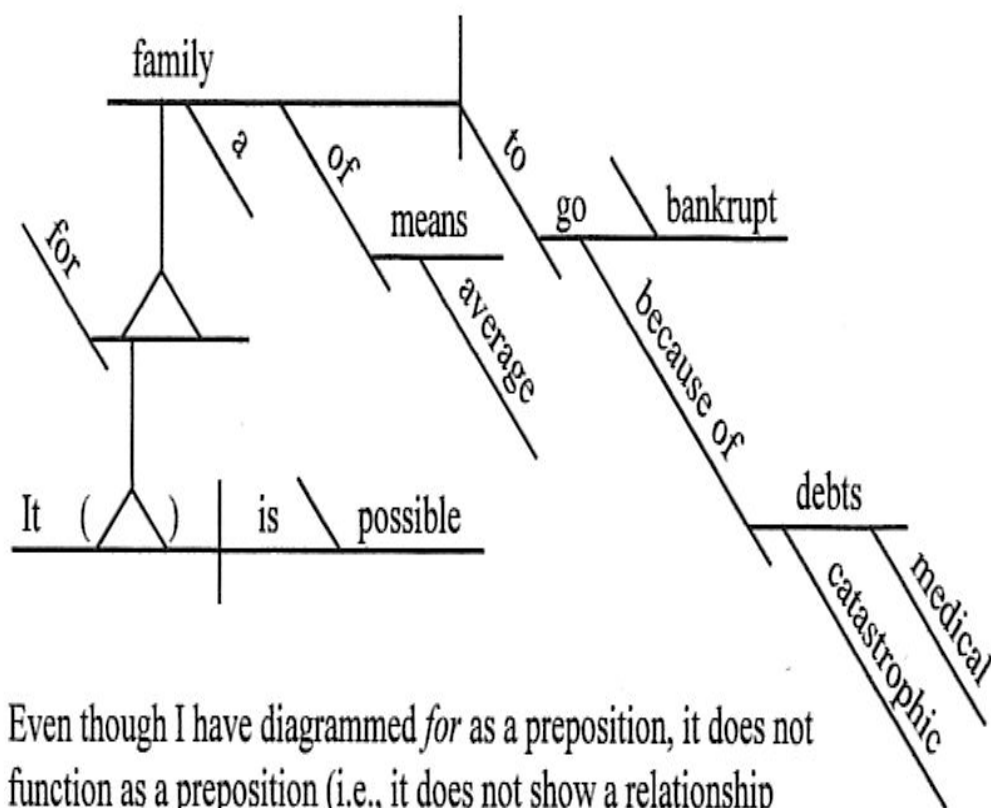 family
a
of
to
means
go
bankrupt
for
average
because of
It ( ) is possible
debts
catastrophic
medical
Even though I have diagrammed for as a preposition, it does not
function as a preposition (i.e., it does not show a relationship